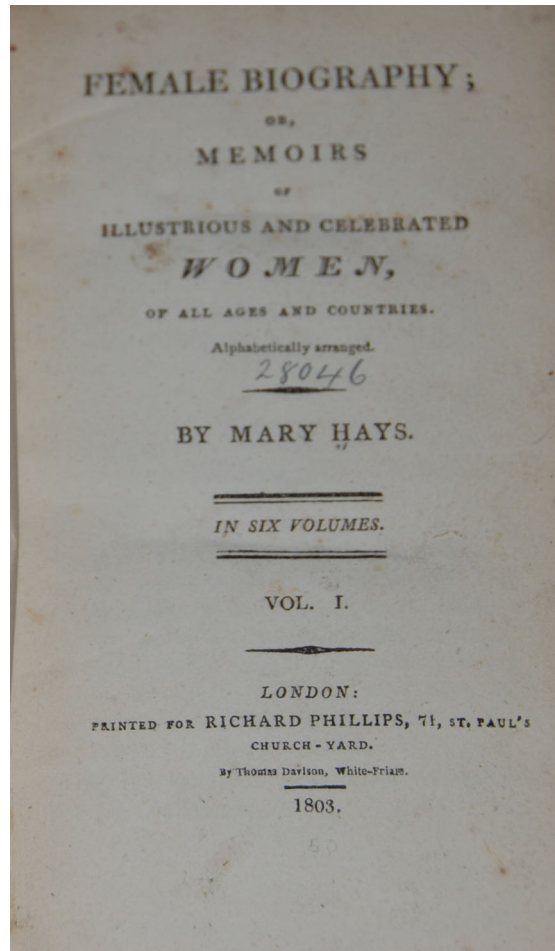 FEMALE BIOGRAPHY;
OR,
MEMOIRS
OF
ILLUSTRIOUS AND CELEBRATED
WOMEN,
OF ALL AGES AND COUNTRIES.
Alphabetically arranged.
28046
BY MARY HAYS.
IN SIX VOLUMES.
VOL. I.
LONDON:
PRINTED FOR RICHARD PHILLIPS, 71, ST. PAUL'S
CHURCH-YARD.
By Thomas Davison, White-Friars.
1803.